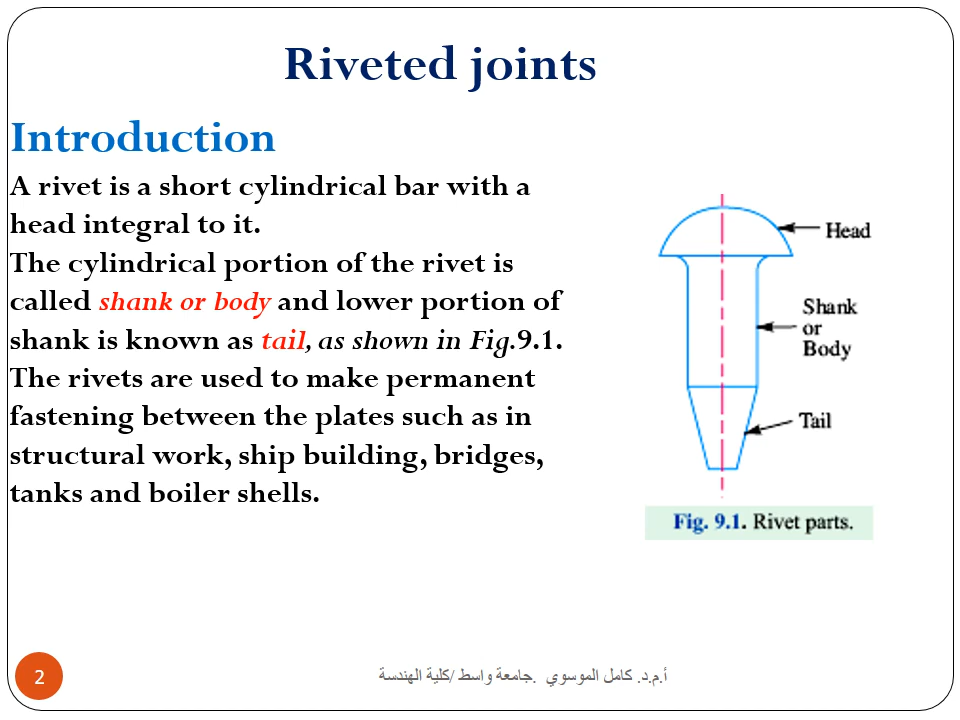 Riveted joints
Introduction
A rivet is a short cylindrical bar with a
head integral to it.
The cylindrical portion of the rivet is
called shank or body and lower portion of
shank is known as tail, as shown in Fig.9.1.
The rivets are used to make permanent
fastening between the plates such as in
structural work, ship building, bridges,
tanks and boiler shells.
Head
Shank
or
Body
Tail
Fig. 9.1. Rivet parts.
2
أ.م.د. كامل الموسوي .جامعة واسط /كلية الهندسة